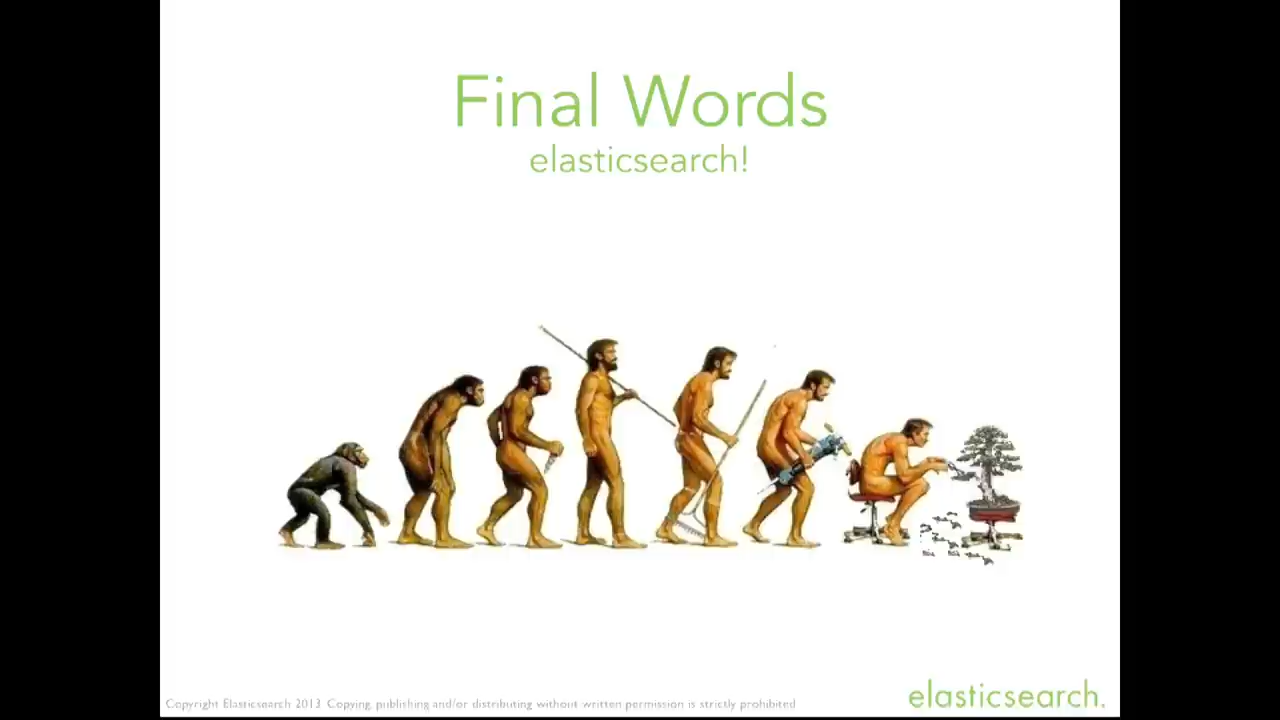 Final Words
elasticsearch!
Copyright Elasticsearch 2013 Copying, publishing and/or distributing without written permission is strictly prohibited
elasticsearch.